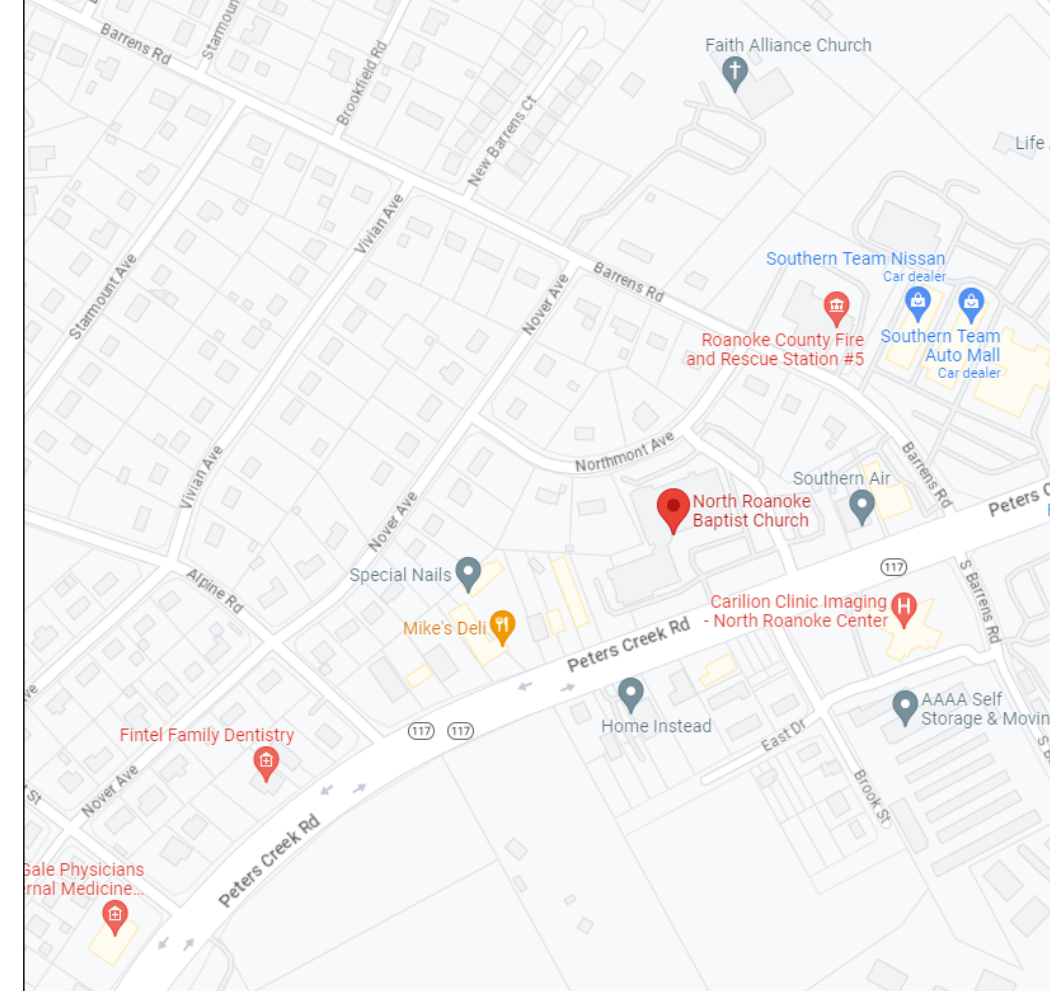 Barrens Rd
Starmoun
Brookfield Rd
New Barrens Ct
Faith Alliance Church
Life
Vivian Ave
Starmount Ave
Nover Ave
Barrens Rd
Southern Team Nissan
Car dealer
Roanoke County Fire
and Rescue Station #5
Southern Team
Auto Mall
Car dealer
Northmont Ave
Vivian Ave
Nover Ave
Barrens Rd
Southern Air
North Roanoke
Baptist Church
Peters C
117
Alpine Rd
Special Nails
S Barrens Rd
Mike's Deli
Carilion Clinic Imaging
- North Roanoke Center
Peters Creek Rd
ve
Home Instead
AAAA Self
Storage & Movin
117
117
East Dr
Fintel Family Dentistry
Nover Ave
St
Brook St
S B
Peters Creek Rd
Gale Physicians
rnal Medicine...